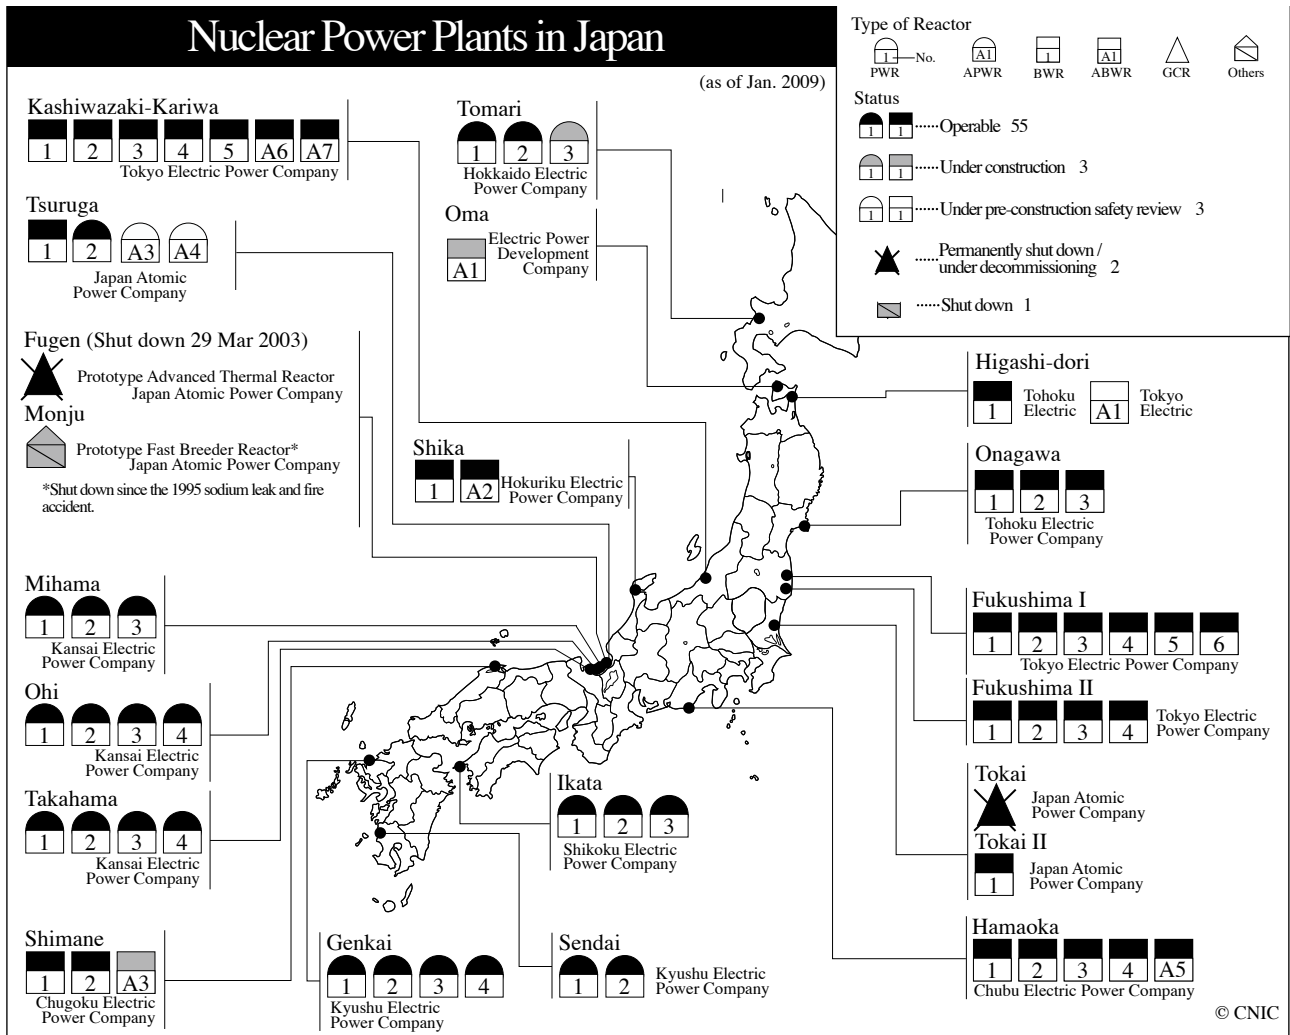 Nuclear Power Plants in Japan
(as of Jan. 2009)
Type of Reactor
1 No.
A1
1
A1
PWR
APWR
BWR
ABWR
GCR
Others
Status
1 1 ......Operable 55
1 1 ......Under construction 3
1 1 ......Under pre-construction safety review 3
......Permanently shut down /
under decommissioning 2
......Shut down 1
Kashiwazaki-Kariwa
1 2 3 4 5 A6 A7
Tokyo Electric Power Company
Tsuruga
1 2 A3 A4
Japan Atomic
Power Company
Fugen (Shut down 29 Mar 2003)
Prototype Advanced Thermal Reactor
Japan Atomic Power Company
Monju
Prototype Fast Breeder Reactor*
Japan Atomic Power Company
*Shut down since the 1995 sodium leak and fire
accident.
Tomari
1 2 3
Hokkaido Electric
Power Company
Oma
A1
Electric Power
Development
Company
Shika
1 A2
Hokuriku Electric
Power Company
Mihama
1 2 3
Kansai Electric
Power Company
Ohi
1 2 3 4
Kansai Electric
Power Company
Takahama
1 2 3 4
Kansai Electric
Power Company
Shimane
1 2 A3
Chugoku Electric
Power Company
Genkai
1 2 3 4
Kyushu Electric
Power Company
Sendai
1 2
Kyushu Electric
Power Company
Ikata
1 2 3
Shikoku Electric
Power Company
Higashi-dori
1
Tohoku
Electric
A1
Tokyo
Electric
Onagawa
1 2 3
Tohoku Electric
Power Company
Fukushima I
1 2 3 4 5 6
Tokyo Electric Power Company
Fukushima II
1 2 3 4
Tokyo Electric
Power Company
Tokai
Japan Atomic
Power Company
Tokai II
1
Japan Atomic
Power Company
Hamaoka
1 2 3 4 A5
Chubu Electric Power Company
© CNIC